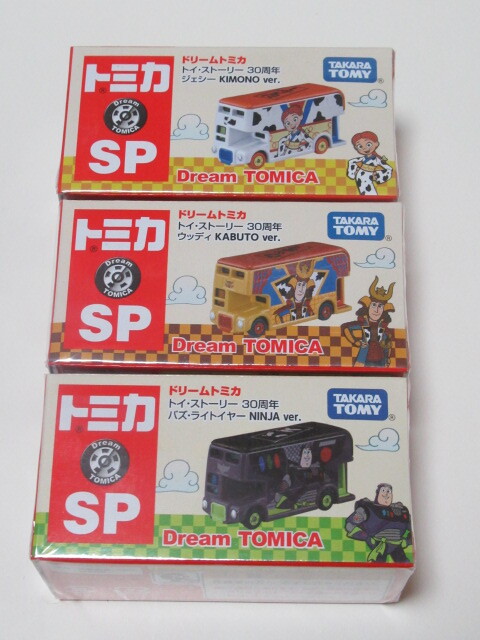 トミカ
Dream
TOMICA
SP
ドリームトミカ
トイ・ストーリー 30周年
ジェシー KIMONO ver.
TAKARA
TOMY
Dream TOMICA
トミカ
Dream
TOMICA
SP
ドリームトミカ
トイ・ストーリー 30周年
ウッディ KABUTO ver.
TAKARA
TOMY
Dream TOMICA
トミカ
Dream
TOMICA
SP
ドリームトミカ
トイ・ストーリー 30周年
バズ・ライトイヤー NINJA ver.
TAKARA
TOMY
Dream TOMICA